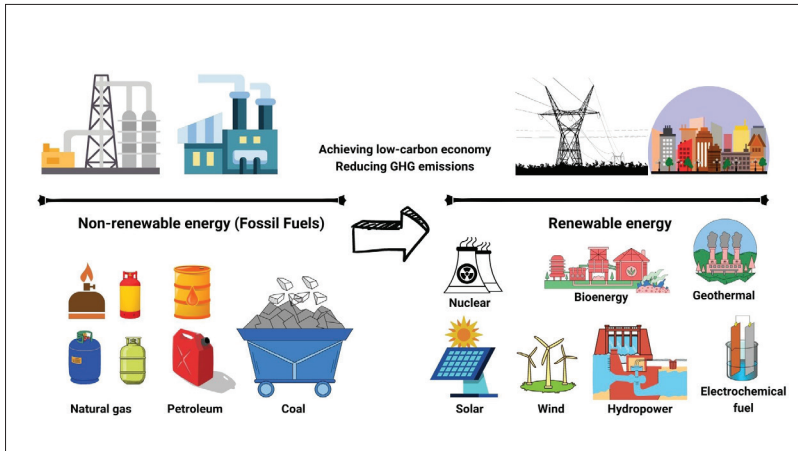 Achieving low-carbon economy
Reducing GHG emissions
Non-renewable energy (Fossil Fuels)
Renewable energy
Nuclear
Bioenergy
Geothermal
Natural gas
Petroleum
Coal
Solar
Wind
Hydropower
Electrochemical
fuel